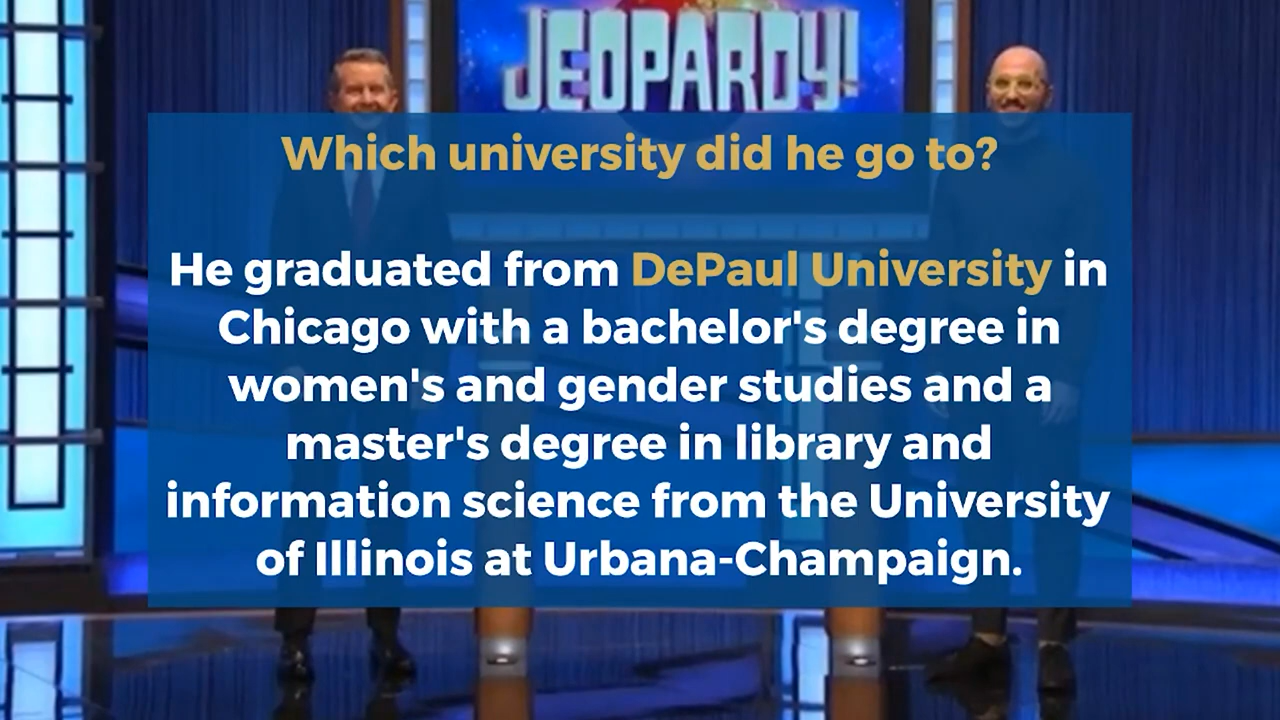 JEOPARDY!
Which university did he go to?
He graduated from DePaul University in
Chicago with a bachelor's degree in
women's and gender studies and a
master's degree in library and
information science from the University
of Illinois at Urbana-Champaign.